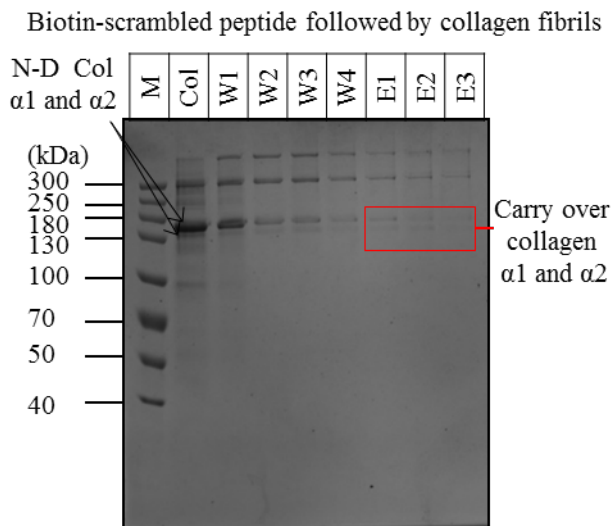 Biotin-scrambled peptide followed by collagen fibrils
N-D Col
α1 and α2
M Col W1 W2 W3 W4 E1 E2 E3
(kDa)
300
250
180
130
100
70
50
40
Carry over
collagen
α1 and α2